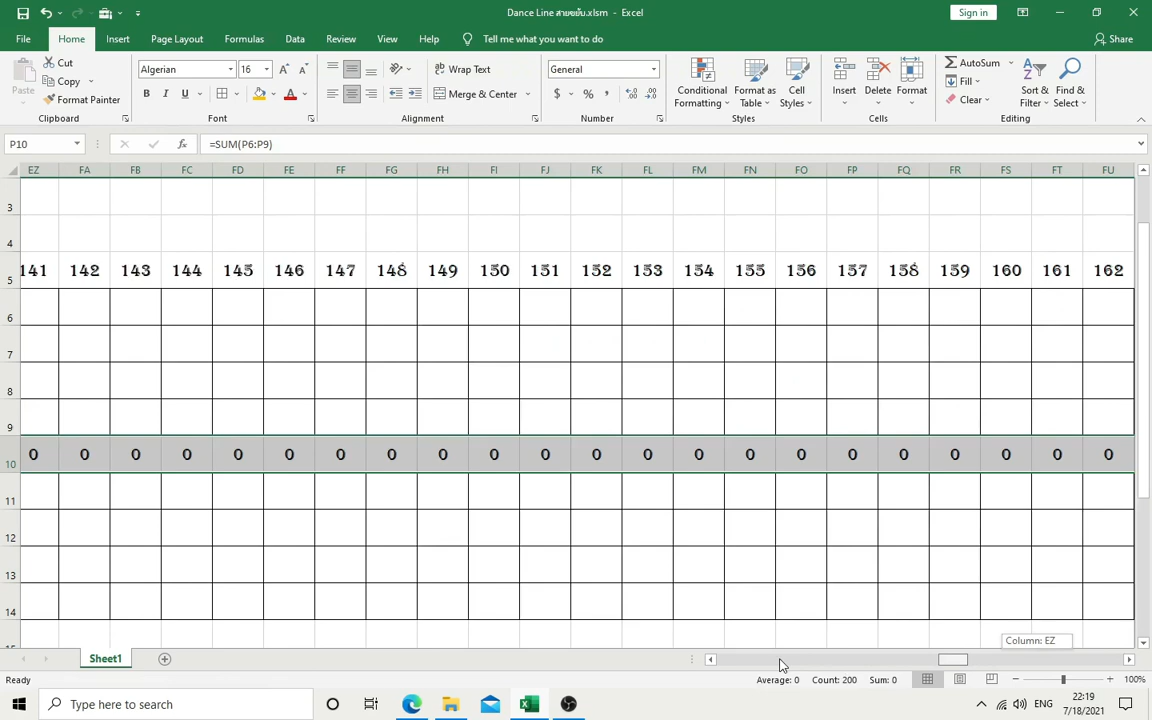 Dance Line สายขยับ.xlsm - Excel
Sign in
File Home Insert Page Layout Formulas Data Review View Help Tell me what you want to do Share
Paste Cut Copy Format Painter Clipboard
Algerian 16 Font
Wrap Text Merge & Center Alignment
General Number
Conditional Formatting Format as Table Cell Styles Styles
Insert Delete Format Cells
AutoSum Fill Clear Sort & Filter Find & Select Editing
P10 =SUM(P6:P9)
EZ FA FB FC FD FE FF FG FH FI FJ FK FL FM FN FO FP FQ FR FS FT FU
3
4
5 141 142 143 144 145 146 147 148 149 150 151 152 153 154 155 156 157 158 159 160 161 162
6
7
8
9
10 0 0 0 0 0 0 0 0 0 0 0 0 0 0 0 0 0 0 0 0 0 0
11
12
13
14
Column: EZ
Sheet1
Ready Average: 0 Count: 200 Sum: 0 100%
Type here to search ENG 22:19
7/18/2021